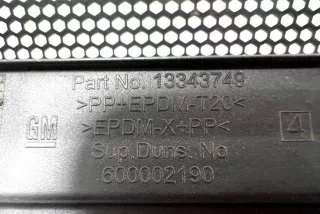 Part No. 13343749
>PP+EPDM-T20<
GM
>EPDM-X+PP<
4
Sup.Duns. No
600002190